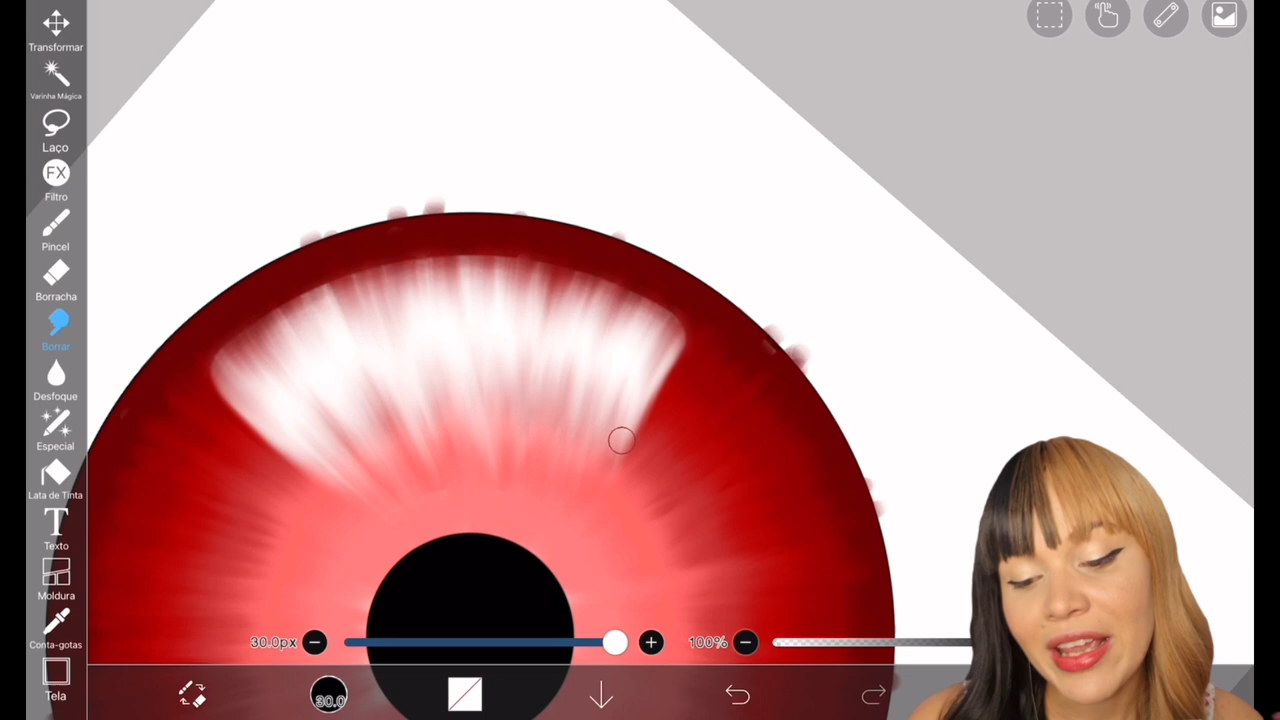 Transformar
Varinha Mágica
Laço
FX
Filtro
Pincel
Borracha
Borrar
Desfoque
Especial
Lata de Tinta
T
Texto
Moldura
Conta-gotas
Tela
30.0px
100%
30.0